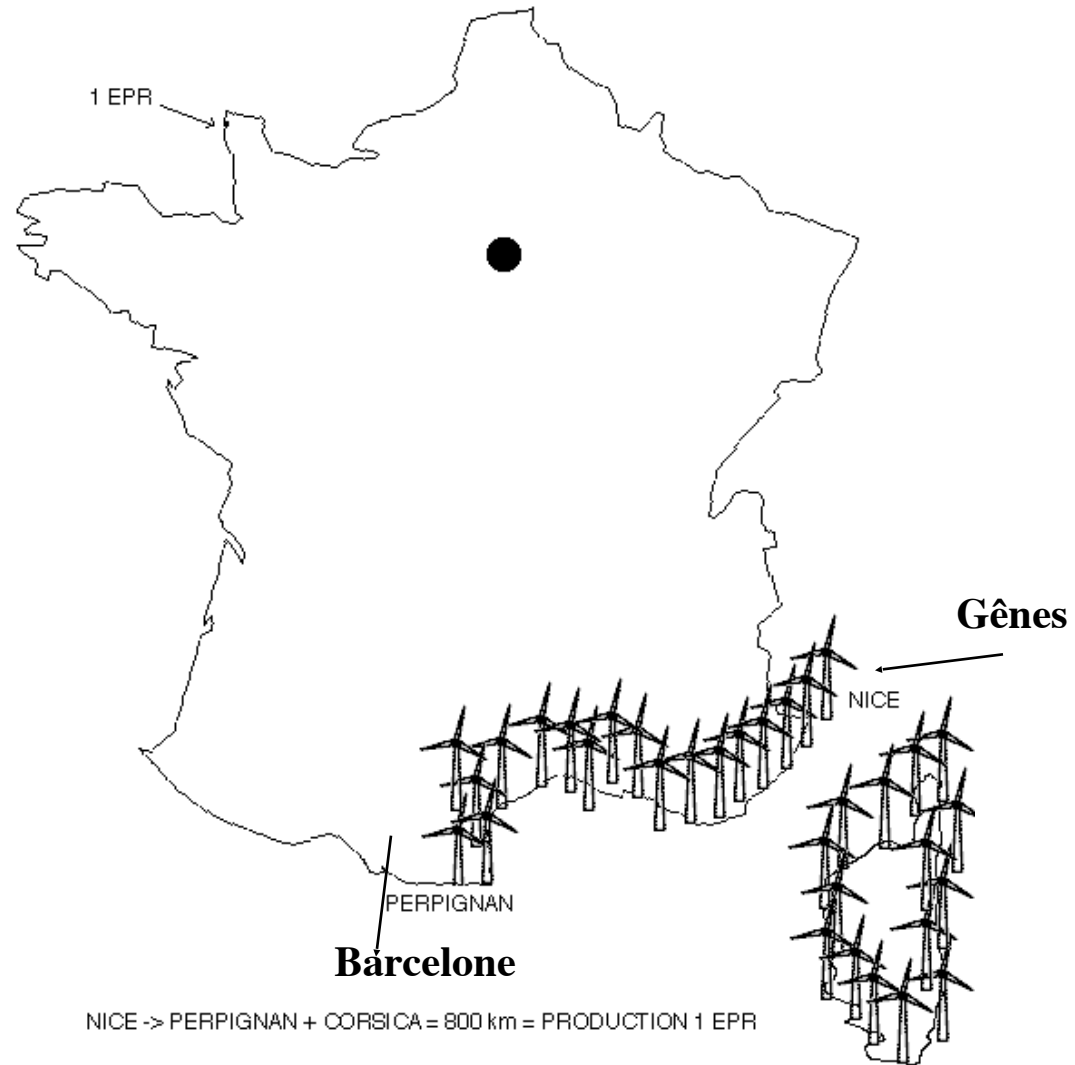 1 EPR
Gênes
NICE
PERPIGNAN
Barcelone
NICE -> PERPIGNAN + CORSICA = 800 km = PRODUCTION 1 EPR